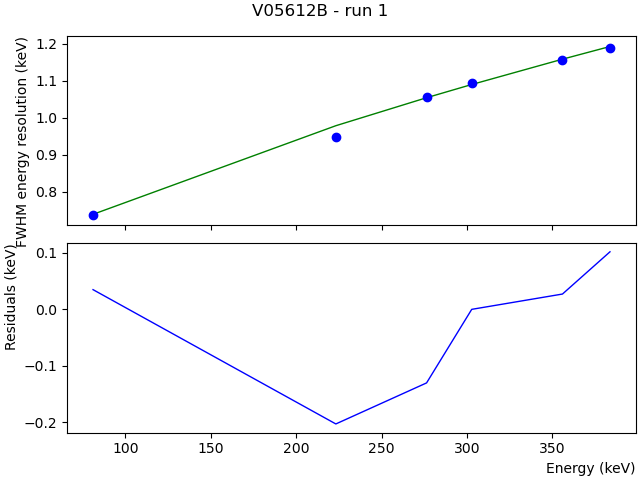 V05612B - run 1
FWHM energy resolution (keV)
1.2
1.1
1.0
0.9
0.8
Residuals (keV)
0.1
0.0
−0.1
−0.2
100 150 200 250 300 350
Energy (keV)